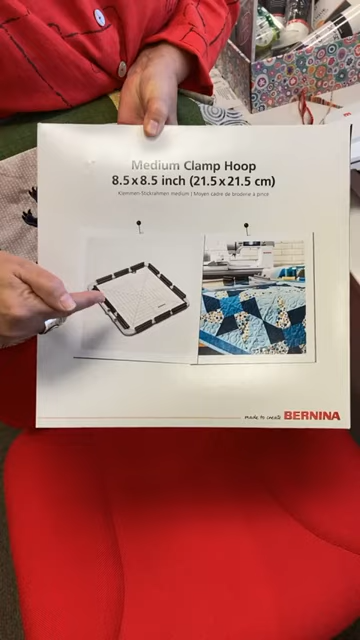 Medium Clamp Hoop
8.5 x 8.5 inch (21.5 x 21.5 cm)
Klemmen-Stickrahmen medium | Moyen cadre de broderie à pince
made to create BERNINA